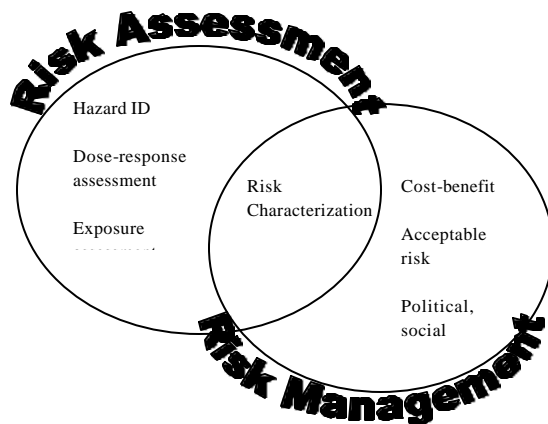 Risk Assessment
Hazard ID
Dose-response
assessment
Exposure
Risk
Characterization
Cost-benefit
Acceptable
risk
Political,
social
Risk Management